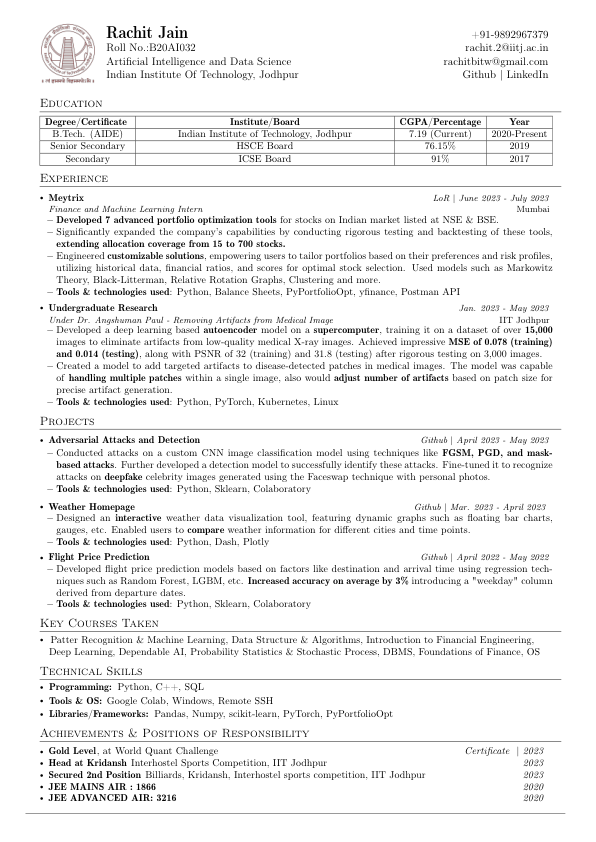 Rachit Jain
Roll No.:B20AI032
Artificial Intelligence and Data Science
Indian Institute Of Technology, Jodhpur
+91-9892967379
rachit.2@iitj.ac.in
rachitbitw@gmail.com
Github | LinkedIn
Education
Degree/Certificate Institute/Board CGPA/Percentage Year
B.Tech. (AIDE) Indian Institute of Technology, Jodhpur 7.19 (Current) 2020-Present
Senior Secondary HSCE Board 76.15% 2019
Secondary ICSE Board 91% 2017
Experience
• Meytrix LoR | June 2023 - July 2023
Finance and Machine Learning Intern Mumbai
– Developed 7 advanced portfolio optimization tools for stocks on Indian market listed at NSE & BSE.
– Significantly expanded the company's capabilities by conducting rigorous testing and backtesting of these tools,
extending allocation coverage from 15 to 700 stocks.
– Engineered customizable solutions, empowering users to tailor portfolios based on their preferences and risk profiles,
utilizing historical data, financial ratios, and scores for optimal stock selection. Used models such as Markowitz
Theory, Black-Litterman, Relative Rotation Graphs, Clustering and more.
– Tools & technologies used: Python, Balance Sheets, PyPortfolioOpt, yfinance, Postman API
• Undergraduate Research Jan. 2023 - May 2023
Under Dr. Angshuman Paul - Removing Artifacts from Medical Image IIT Jodhpur
– Developed a deep learning based autoencoder model on a supercomputer, training it on a dataset of over 15,000
images to eliminate artifacts from low-quality medical X-ray images. Achieved impressive MSE of 0.078 (training)
and 0.014 (testing), along with PSNR of 32 (training) and 31.8 (testing) after rigorous testing on 3,000 images.
– Created a model to add targeted artifacts to disease-detected patches in medical images. The model was capable
of handling multiple patches within a single image, also would adjust number of artifacts based on patch size for
precise artifact generation.
– Tools & technologies used: Python, PyTorch, Kubernetes, Linux
Projects
• Adversarial Attacks and Detection Github | April 2023 - May 2023
– Conducted attacks on a custom CNN image classification model using techniques like FGSM, PGD, and mask-
based attacks. Further developed a detection model to successfully identify these attacks. Fine-tuned it to recognize
attacks on deepfake celebrity images generated using the Faceswap technique with personal photos.
– Tools & technologies used: Python, Sklearn, Colaboratory
• Weather Homepage Github | Mar. 2023 - April 2023
– Designed an interactive weather data visualization tool, featuring dynamic graphs such as floating bar charts,
gauges, etc. Enabled users to compare weather information for different cities and time points.
– Tools & technologies used: Python, Dash, Plotly
• Flight Price Prediction Github | April 2022 - May 2022
– Developed flight price prediction models based on factors like destination and arrival time using regression tech-
niques such as Random Forest, LGBM, etc. Increased accuracy on average by 3% introducing a "weekday" column
derived from departure dates.
– Tools & technologies used: Python, Sklearn, Colaboratory
Key Courses Taken
• Patter Recognition & Machine Learning, Data Structure & Algorithms, Introduction to Financial Engineering,
Deep Learning, Dependable AI, Probability Statistics & Stochastic Process, DBMS, Foundations of Finance, OS
Technical Skills
• Programming: Python, C++, SQL
• Tools & OS: Google Colab, Windows, Remote SSH
• Libraries/Frameworks: Pandas, Numpy, scikit-learn, PyTorch, PyPortfolioOpt
Achievements & Positions of Responsibility
• Gold Level, at World Quant Challenge Certificate | 2023
• Head at Kridansh Interhostel Sports Competition, IIT Jodhpur 2023
• Secured 2nd Position Billiards, Kridansh, Interhostel sports competition, IIT Jodhpur 2023
• JEE MAINS AIR : 1866 2020
• JEE ADVANCED AIR: 3216 2020